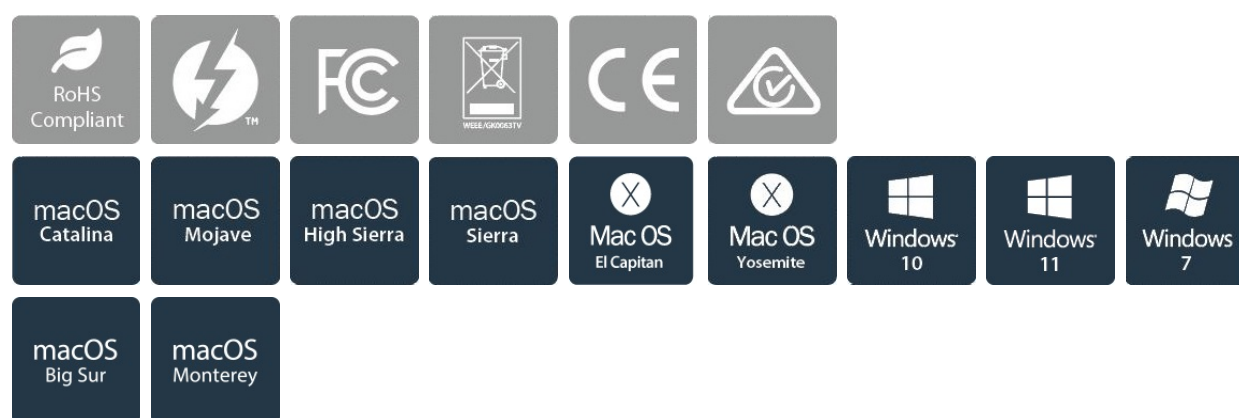 RoHS
Compliant
TM
FC
WEEE/GK0063TV
CE
macOS
Catalina
macOS
Mojave
macOS
High Sierra
macOS
Sierra
X
Mac OS
El Capitan
X
Mac OS
Yosemite
Windows
10
Windows
11
Windows
7
macOS
Big Sur
macOS
Monterey